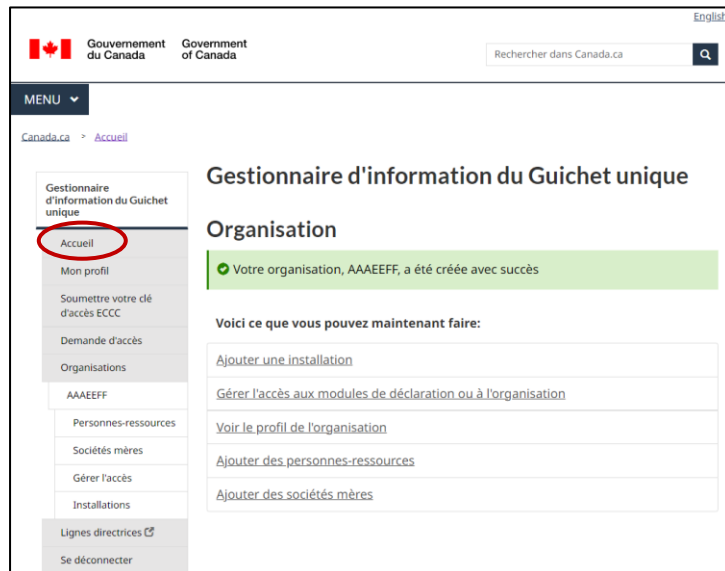 English
Gouvernement du Canada
Government of Canada
Rechercher dans Canada.ca
MENU
Canada.ca > Accueil
Gestionnaire
d'information du Guichet
unique
Accueil
Mon profil
Soumettre votre clé
d'accès ECCC
Demande d'accès
Organisations
AAAEEFF
Personnes-ressources
Sociétés mères
Gérer l'accès
Installations
Lignes directrices
Se déconnecter
Gestionnaire d'information du Guichet unique
Organisation
Votre organisation, AAAEEFF, a été créée avec succès
Voici ce que vous pouvez maintenant faire:
Ajouter une installation
Gérer l'accès aux modules de déclaration ou à l'organisation
Voir le profil de l'organisation
Ajouter des personnes-ressources
Ajouter des sociétés mères